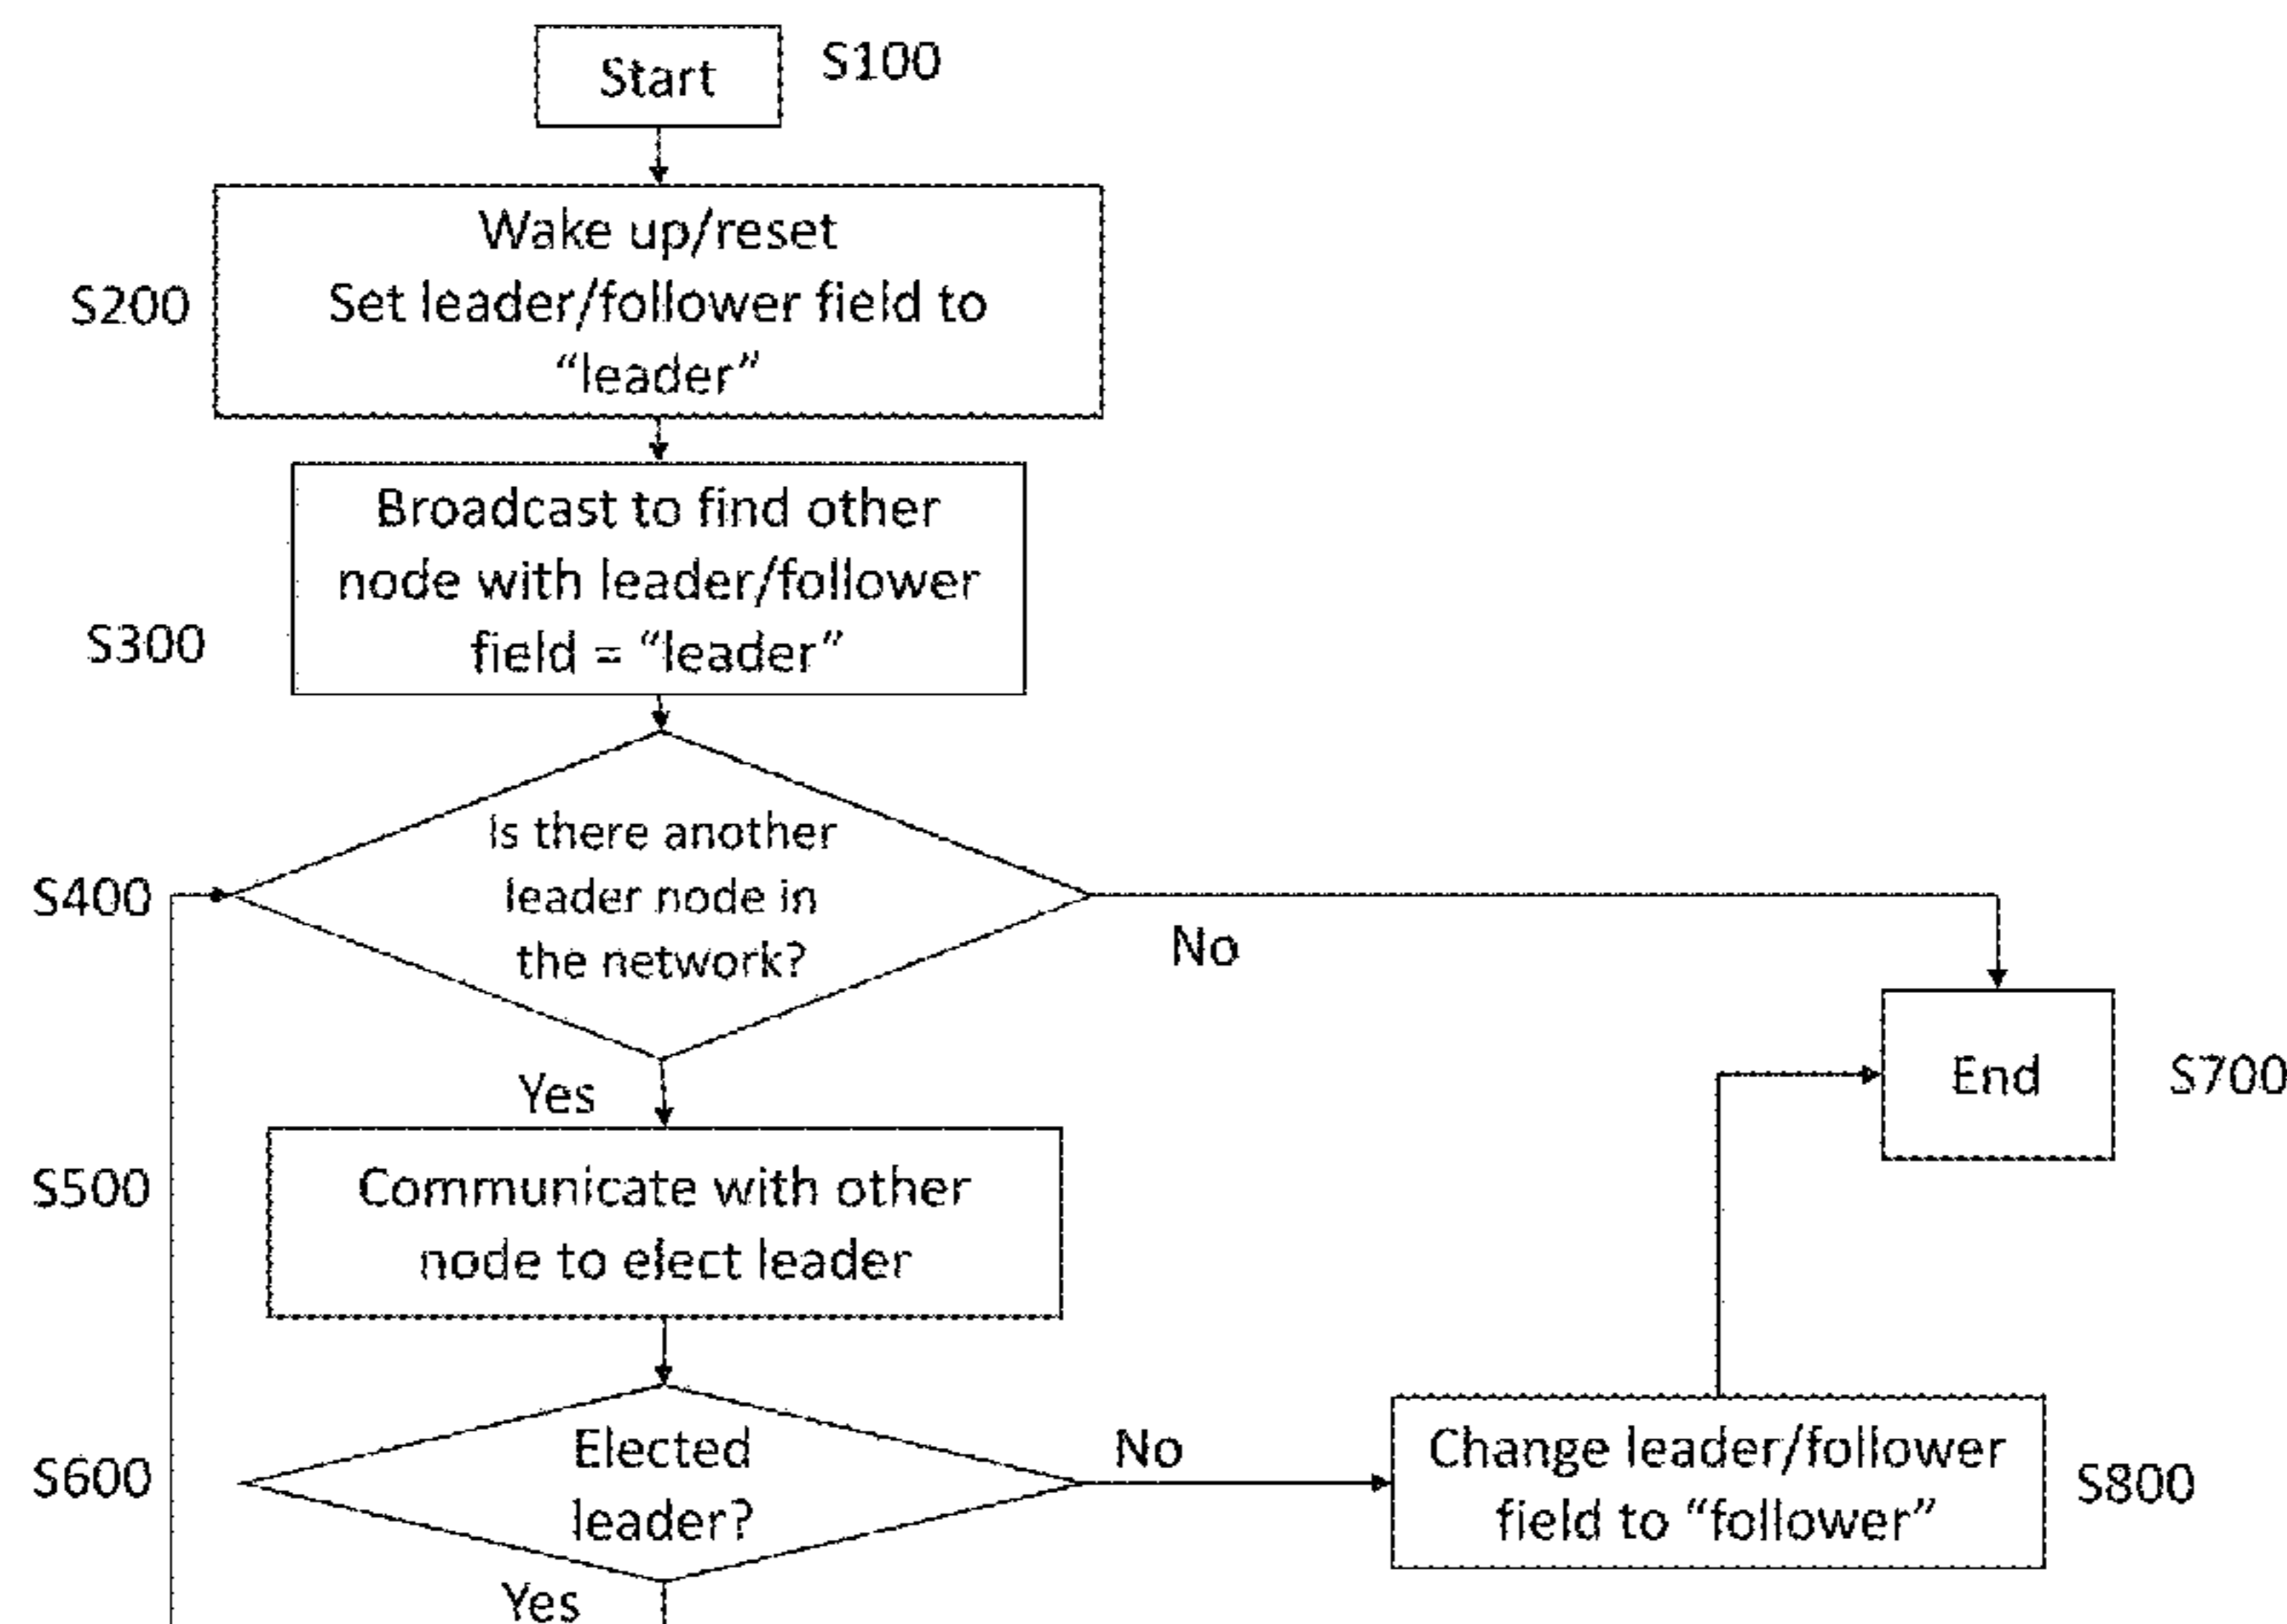 Start
S100
Wake up/reset
Set leader/follower field to
“leader”
S200
Broadcast to find other
node with leader/follower
field = “leader”
S300
Is there another
leader node in
the network?
S400
No
Yes
End
S700
Communicate with other
node to elect leader
S500
Elected
leader?
S600
No
Change leader/follower
field to “follower”
S800
Yes